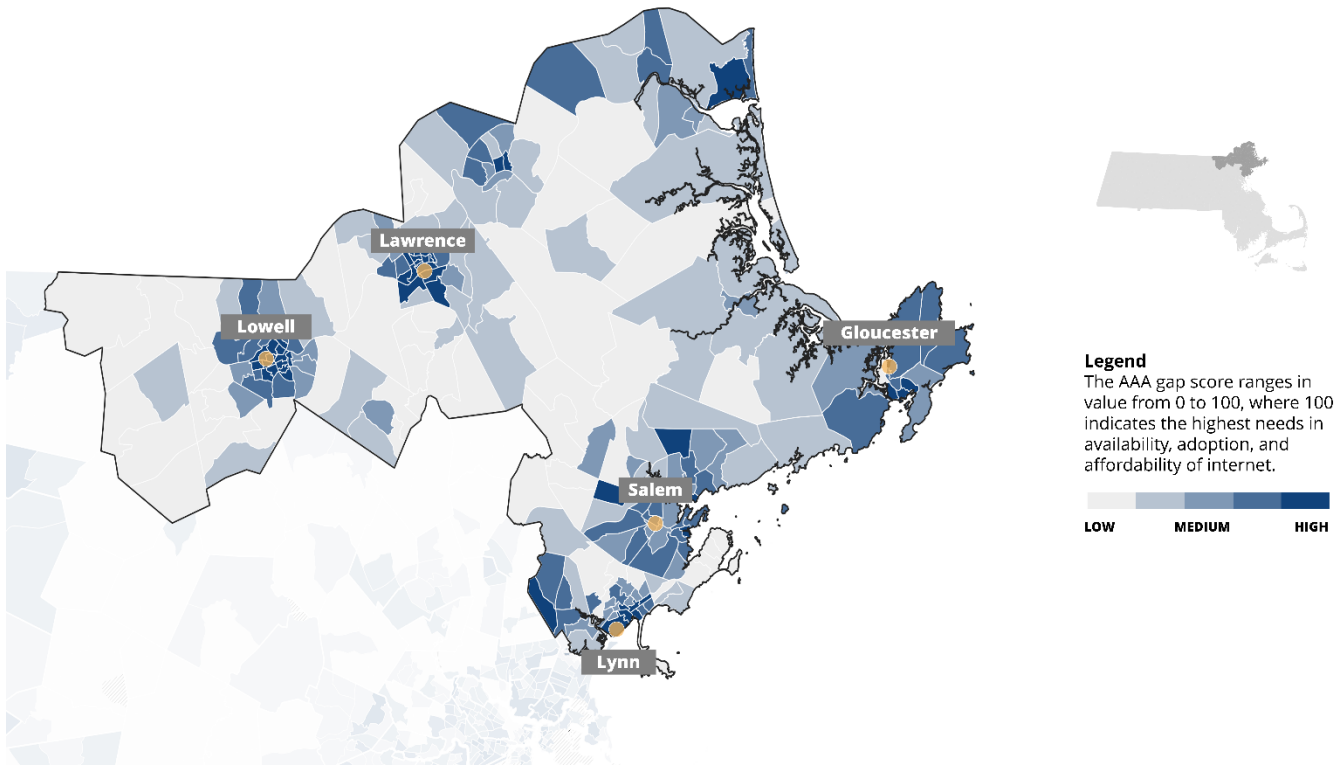 Lawrence
Lowell
Gloucester
Salem
Lynn
Legend
The AAA gap score ranges in
value from 0 to 100, where 100
indicates the highest needs in
availability, adoption, and
affordability of internet.
LOW MEDIUM HIGH